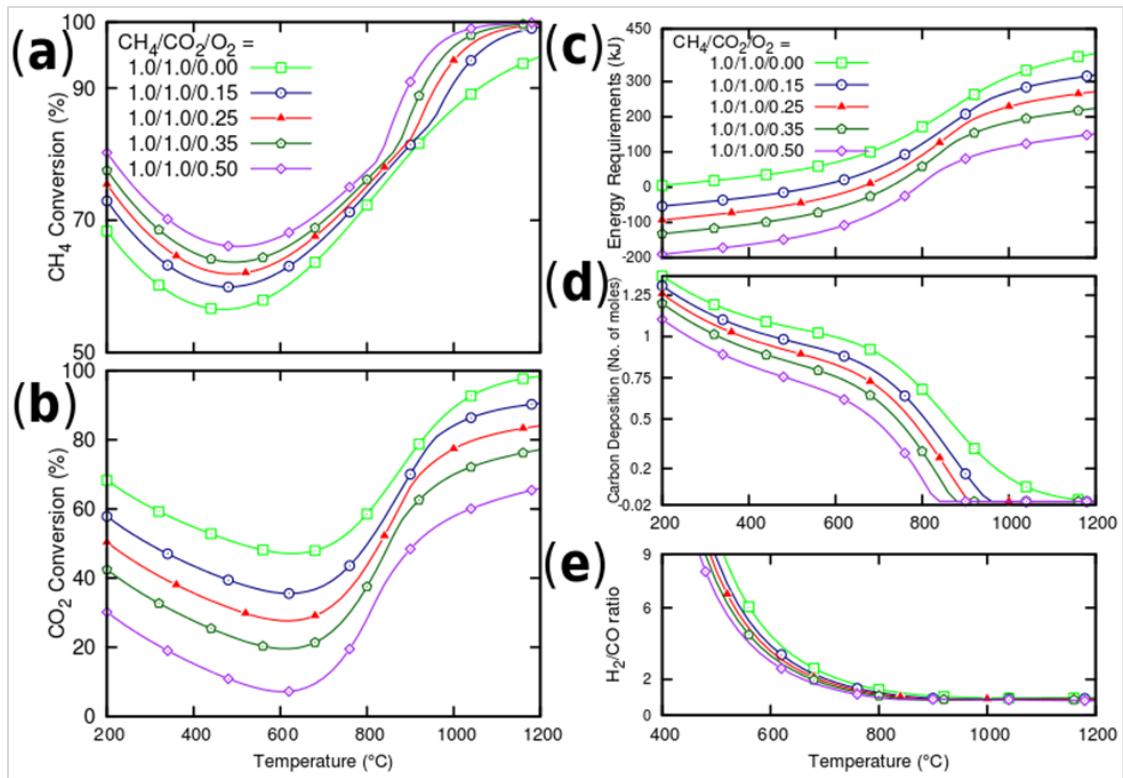 (a)
CH4/CO2/O2 =
1.0/1.0/0.00
1.0/1.0/0.15
1.0/1.0/0.25
1.0/1.0/0.35
1.0/1.0/0.50
CH4 Conversion (%)
100
90
70
50
200 400 600 800 1000 1200
(b)
CO2 Conversion (%)
100
80
60
40
20
0
200 400 600 800 1000 1200
Temperature (°C)
(c)
CH4/CO2/O2 =
1.0/1.0/0.00
1.0/1.0/0.15
1.0/1.0/0.25
1.0/1.0/0.35
1.0/1.0/0.50
Energy Requirements (kJ)
450
300
200
100
0
-100
-200
(d)
Carbon Deposition (No. of moles)
1.25
1
0.75
0.5
0.2
-0.02
200 400 600 800 1000 1200
(e)
H2/CO ratio
9
6
2
0
400 600 800 1000 1200
Temperature (°C)